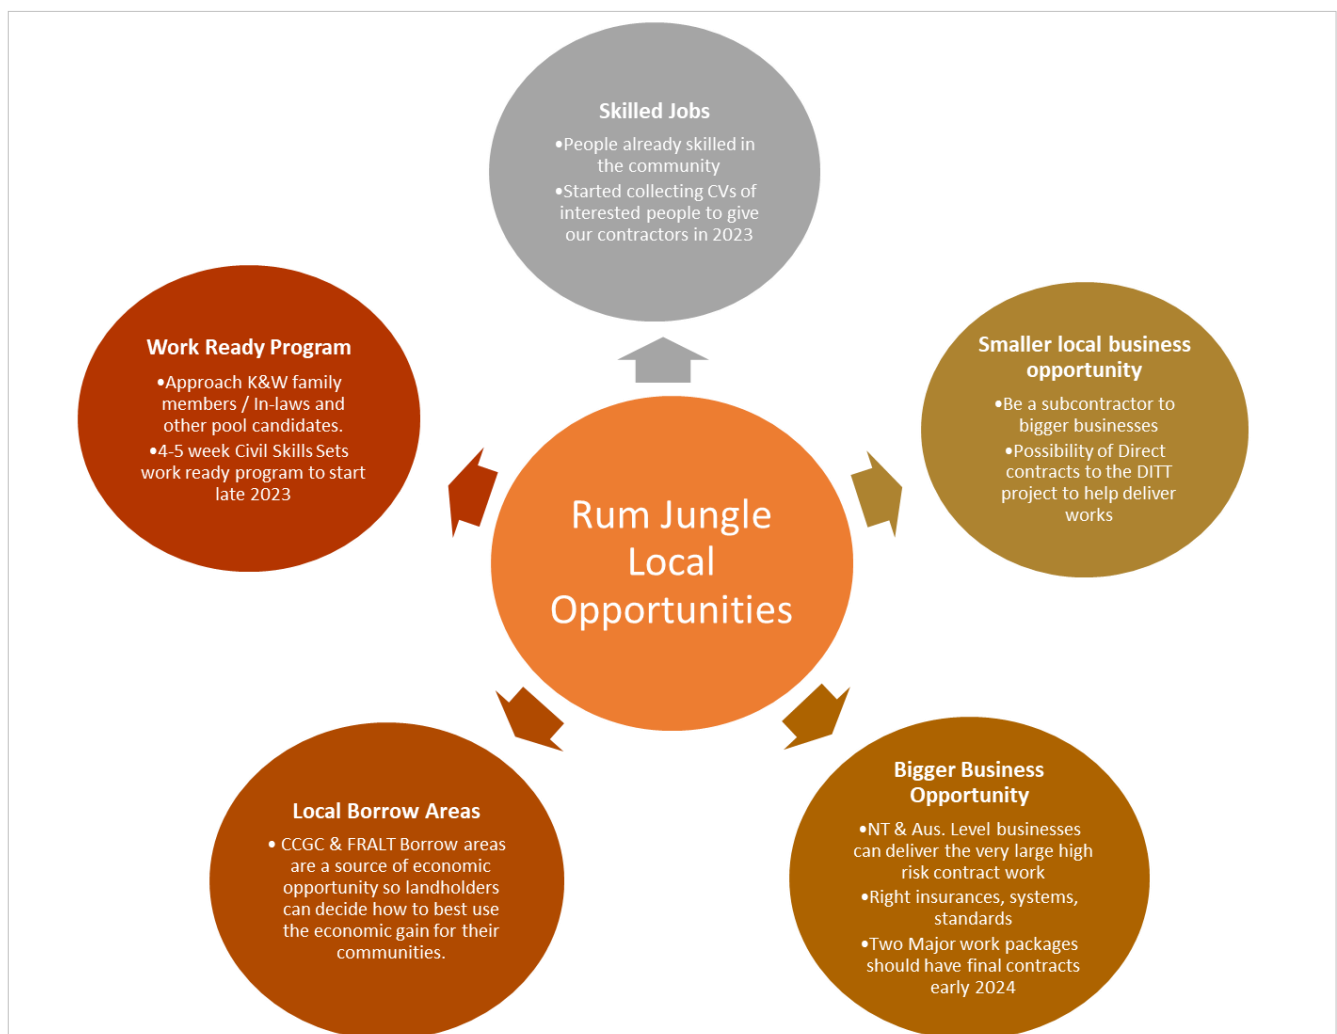 Skilled Jobs
•People already skilled in
the community
•Started collecting CVs of
interested people to give
our contractors in 2023
Work Ready Program
•Approach K&W family
members / In-laws and
other pool candidates.
•4-5 week Civil Skills Sets
work ready program to start
late 2023
Smaller local business
opportunity
•Be a subcontractor to
bigger businesses
•Possibility of Direct
contracts to the DITT
project to help deliver
works
Rum Jungle
Local
Opportunities
Local Borrow Areas
• CCGC & FRALT Borrow areas
are a source of economic
opportunity so landholders
can decide how to best use
the economic gain for their
communities.
Bigger Business
Opportunity
•NT & Aus. Level businesses
can deliver the very large high
risk contract work
•Right insurances, systems,
standards
•Two Major work packages
should have final contracts
early 2024